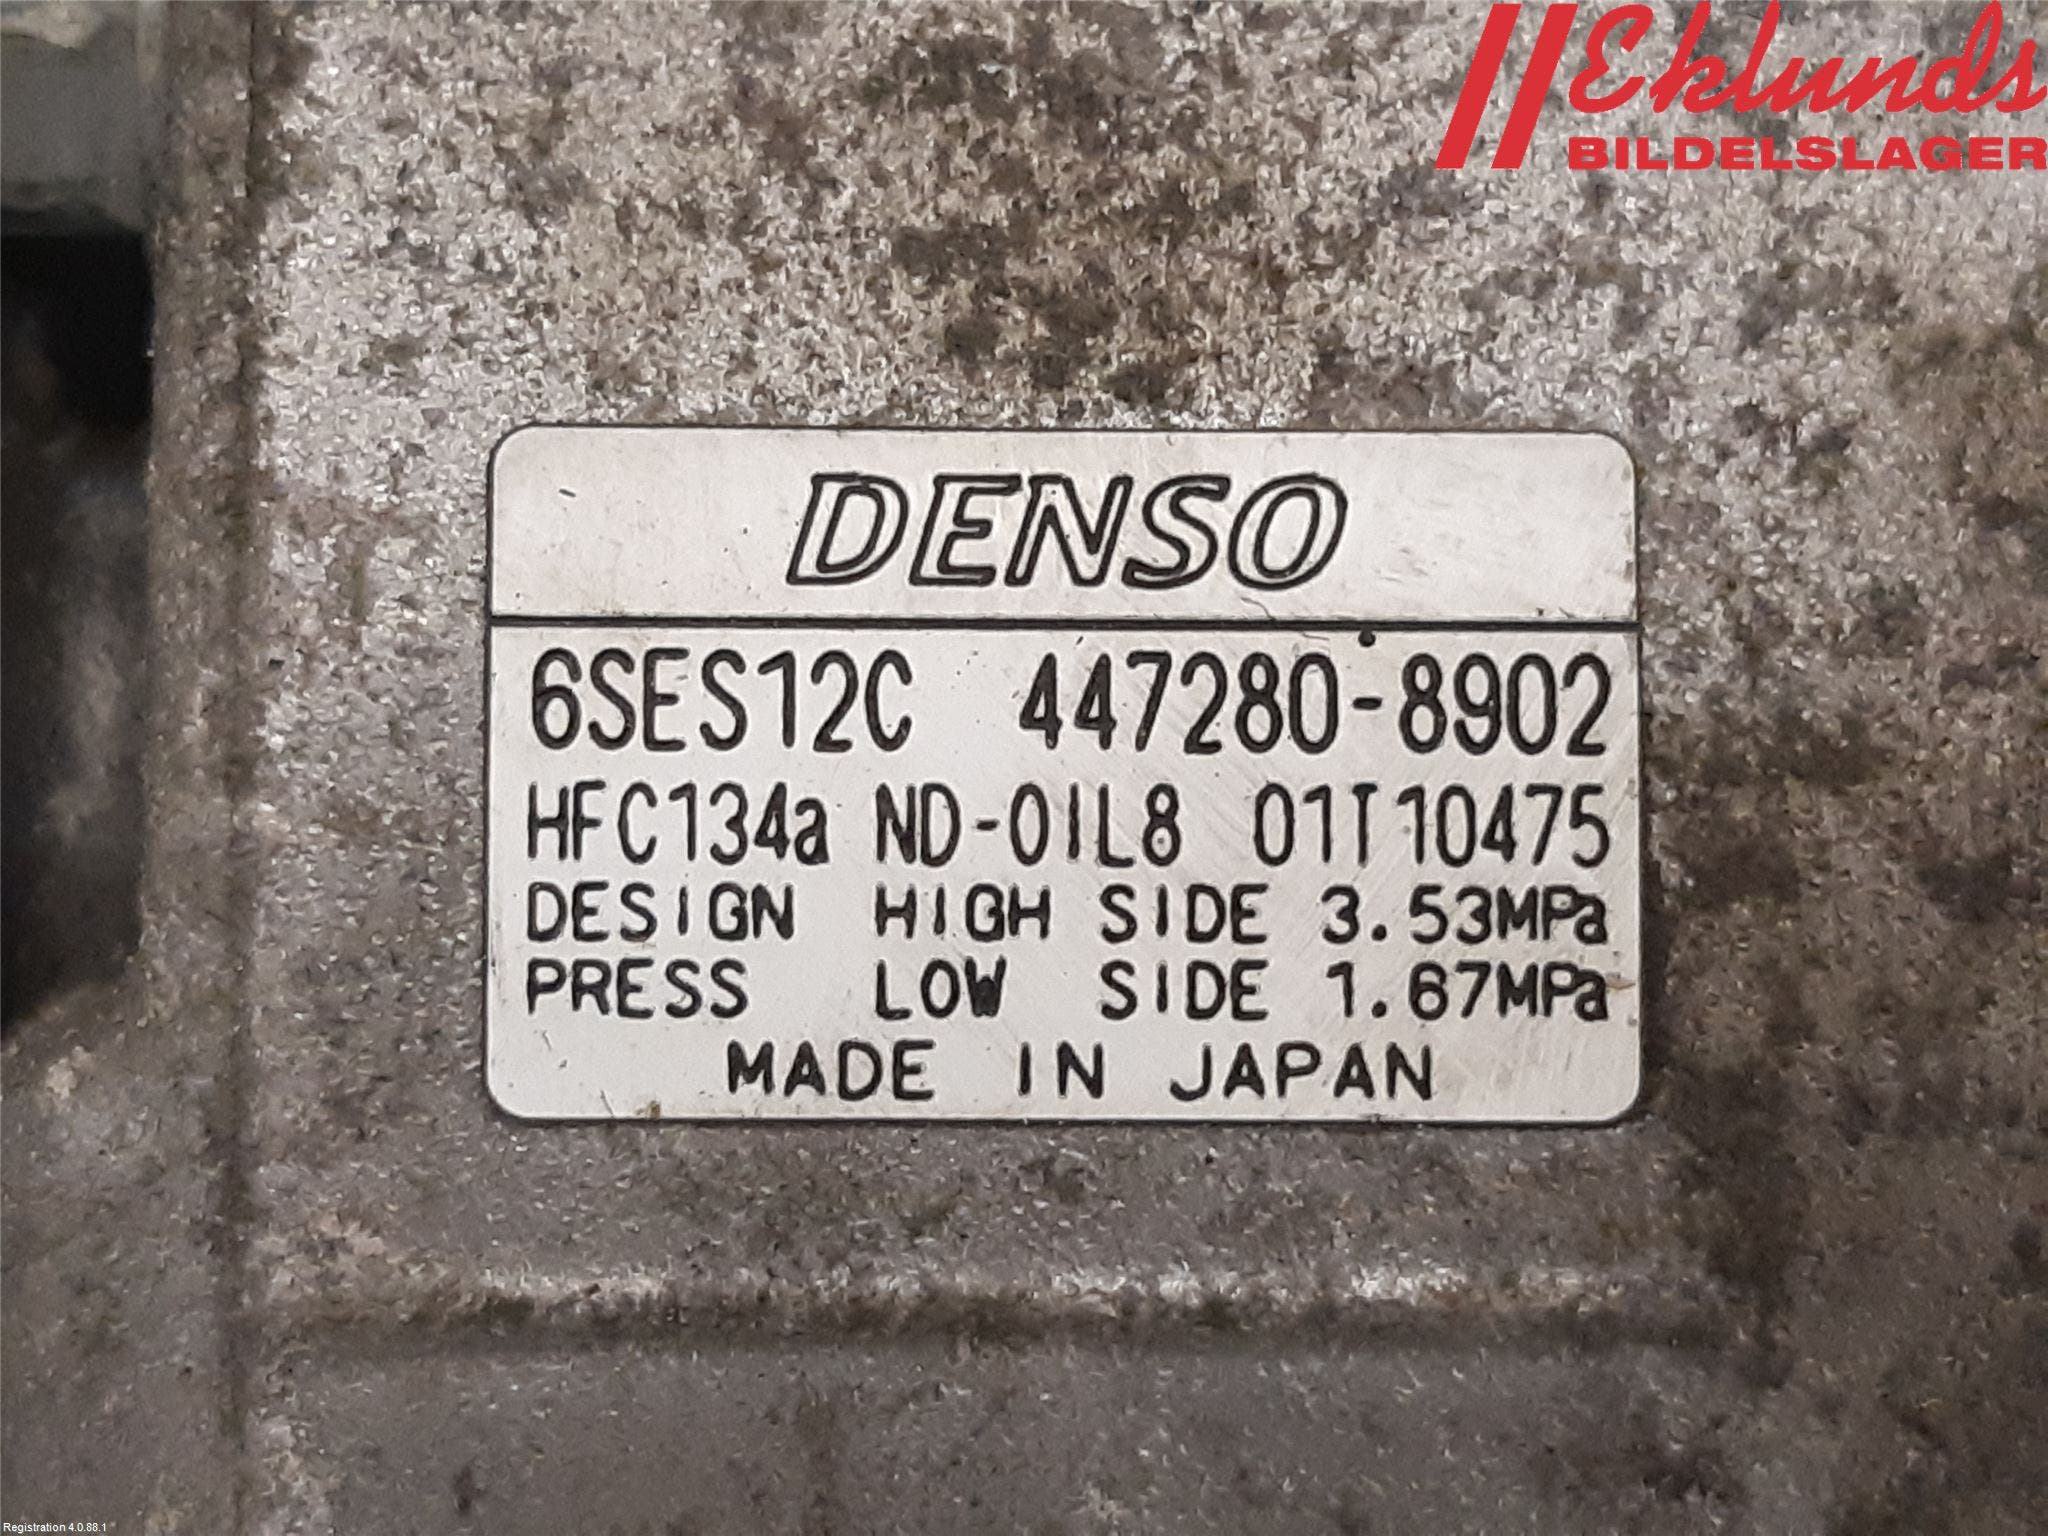 Eklunds
BILDELSLAGER
DENSO
6SES12C 447280-8902
HFC134a ND-OIL8 01T10475
DESIGN HIGH SIDE 3.53MPa
PRESS LOW SIDE 1.67MPa
MADE IN JAPAN
Registration 4.0.88.1